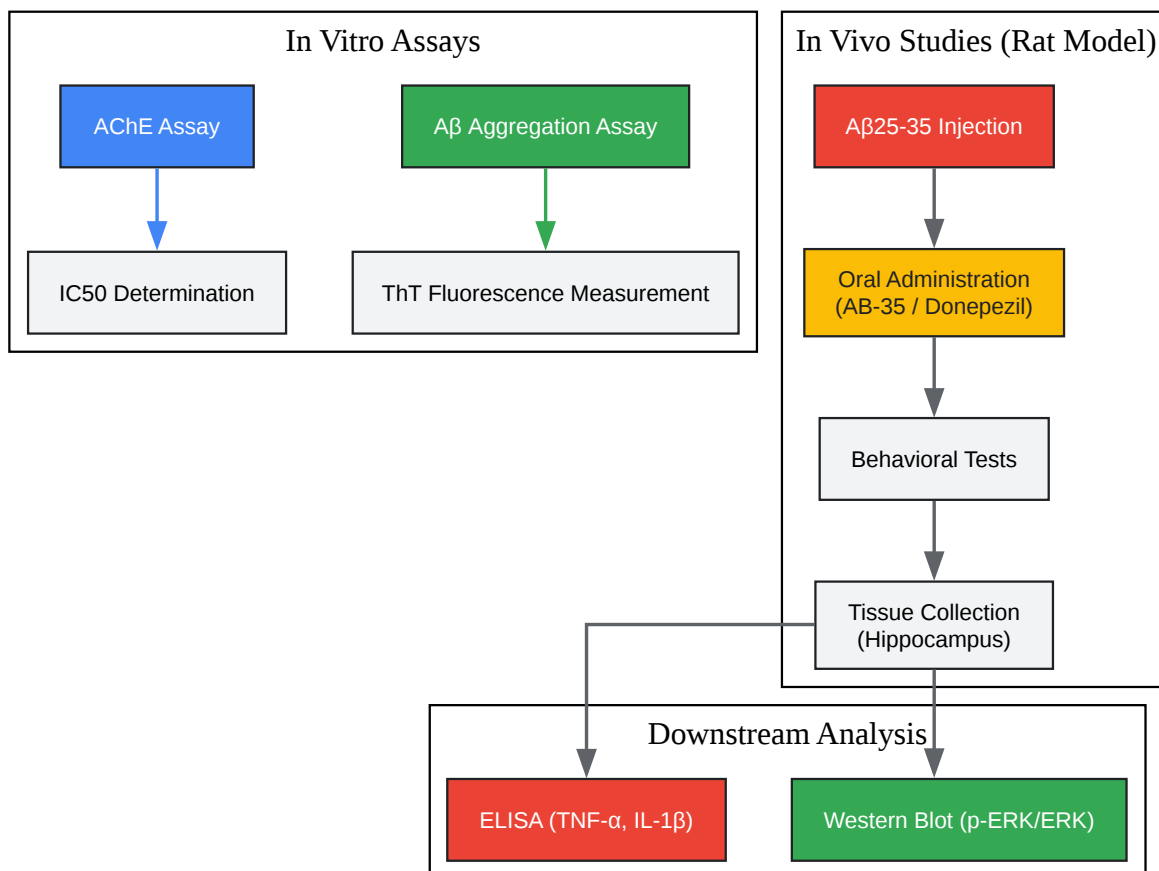 In Vitro Assays
AChE Assay
Aβ Aggregation Assay
IC50 Determination
ThT Fluorescence Measurement
In Vivo Studies (Rat Model)
Aβ25-35 Injection
Oral Administration
(AB-35 / Donepezil)
Behavioral Tests
Tissue Collection
(Hippocampus)
Downstream Analysis
ELISA (TNF-α, IL-1β)
Western Blot (p-ERK/ERK)